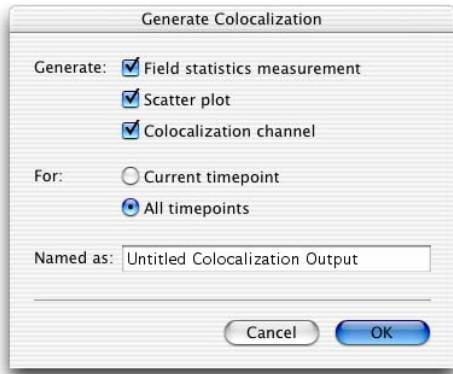 Generate Colocalization
Generate: Field statistics measurement
Scatter plot
Colocalization channel
For: Current timepoint
All timepoints
Named as: Untitled Colocalization Output
Cancel OK